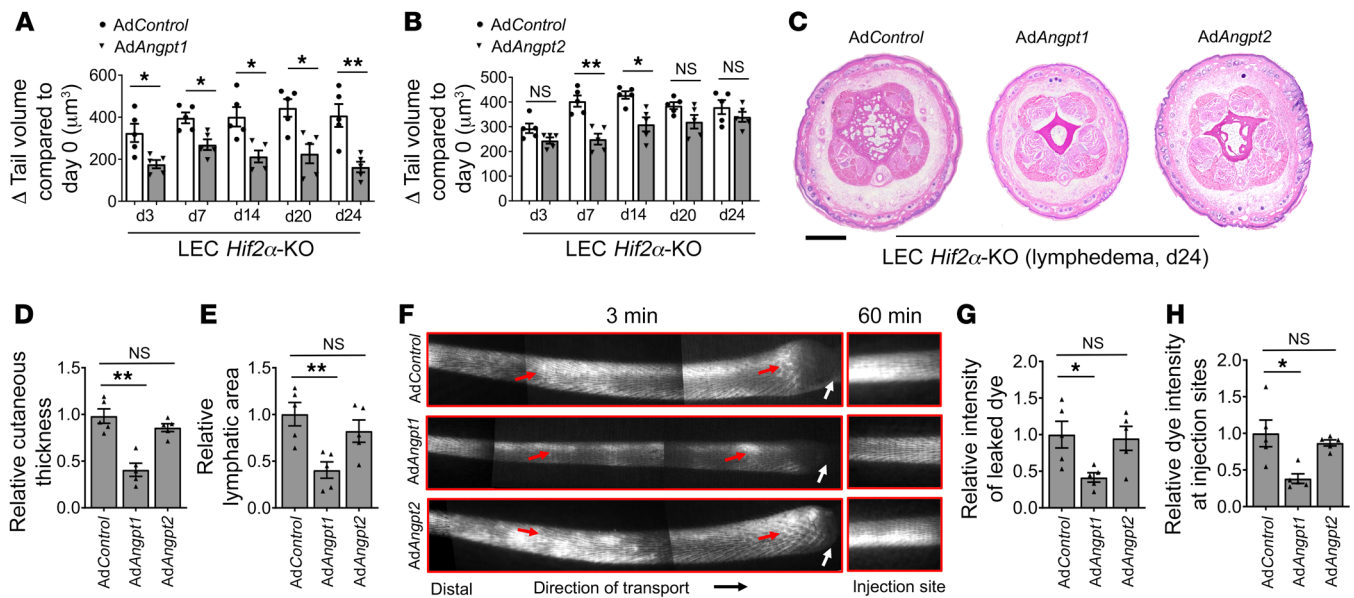 A
● AdControl
▼ AdAngpt1
Δ Tail volume
compared to
day 0 (μm³)
600
400
200
0
*
*
*
*
**
d3 d7 d14 d20 d24
LEC Hif2α-KO
B
● AdControl
▼ AdAngpt2
Δ Tail volume
compared to
day 0 (μm³)
500
400
300
200
100
0
NS
**
*
NS
NS
d3 d7 d14 d20 d24
LEC Hif2α-KO
C
AdControl AdAngpt1 AdAngpt2
LEC Hif2α-KO (lymphedema, d24)
D
Relative cutaneous
thickness
1.5
1.0
0.5
0.0
NS
**
AdControl
AdAngpt1
AdAngpt2
E
Relative
lymphatic area
1.5
1.0
0.5
0.0
NS
**
AdControl
AdAngpt1
AdAngpt2
F
3 min 60 min
AdControl
AdAngpt1
AdAngpt2
Distal Direction of transport Injection site
G
Relative intensity
of leaked dye
2.0
1.5
1.0
0.5
0.0
NS
*
AdControl
AdAngpt1
AdAngpt2
H
Relative dye intensity
at injection sites
2.0
1.5
1.0
0.5
0.0
NS
*
AdControl
AdAngpt1
AdAngpt2